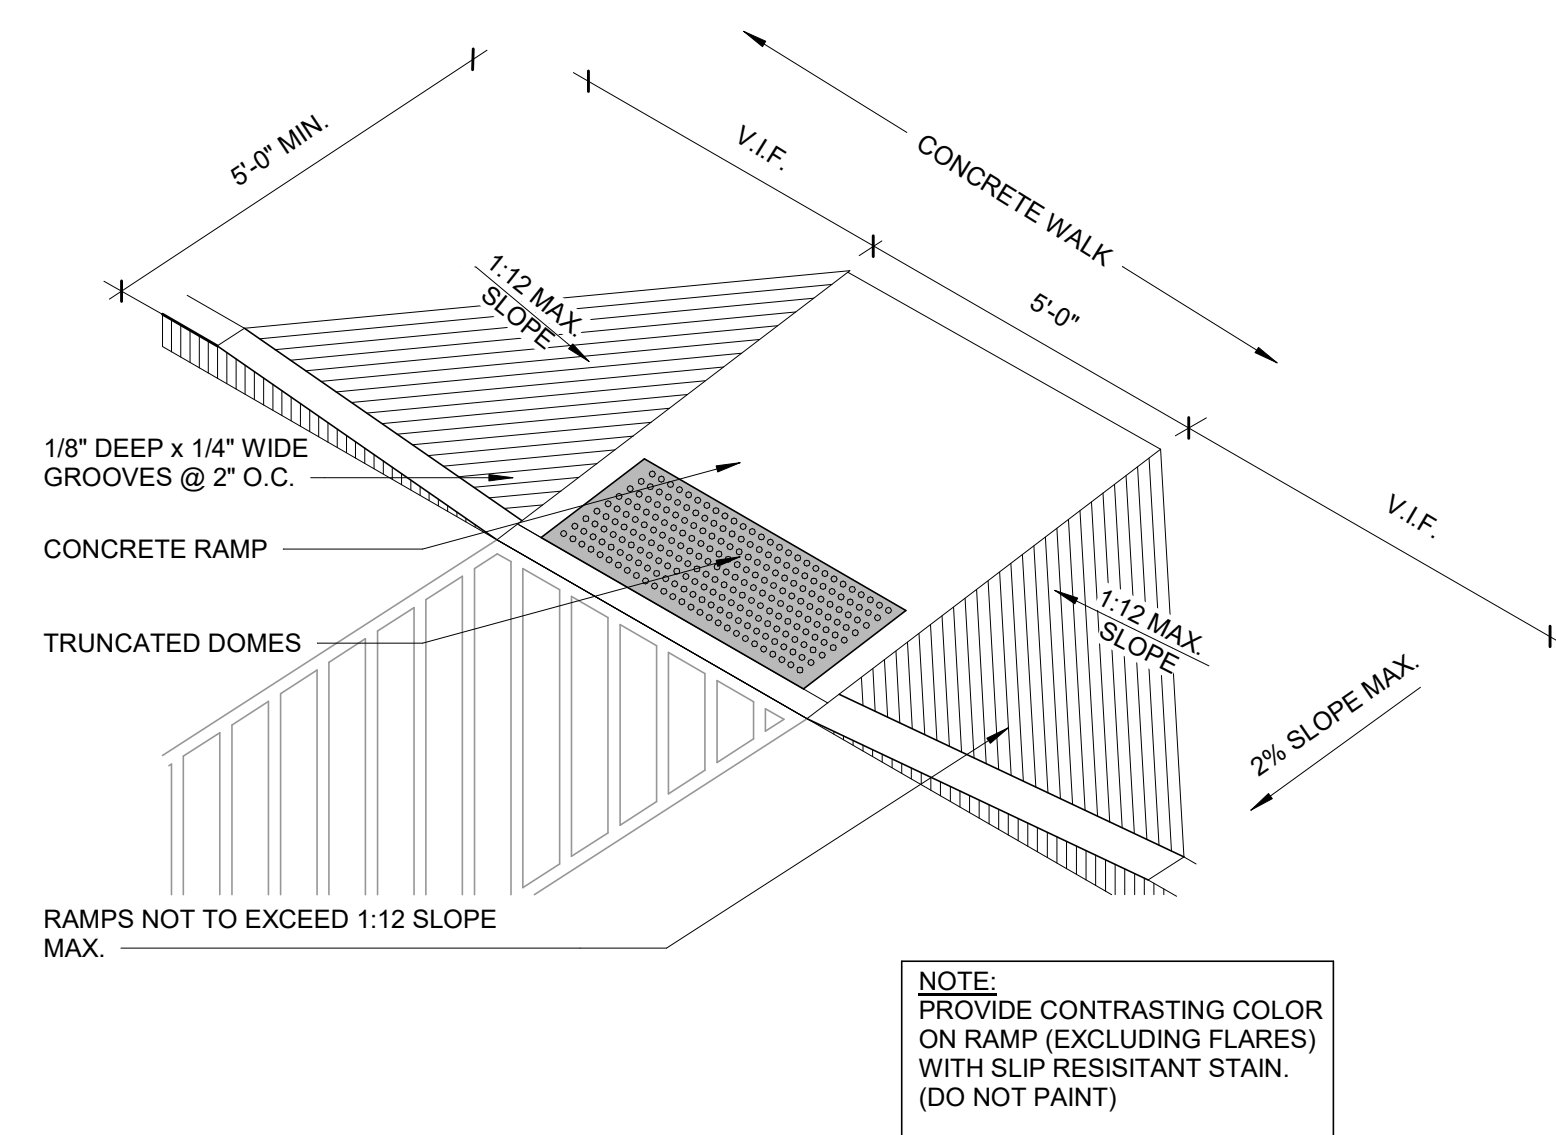 5'-0" MIN.
V.I.F.
CONCRETE WALK
1:12 MAX.
SLOPE
5'-0"
1/8" DEEP x 1/4" WIDE
GROOVES @ 2" O.C.
V.I.F.
CONCRETE RAMP
1:12 MAX.
SLOPE
TRUNCATED DOMES
2% SLOPE MAX.
RAMPS NOT TO EXCEED 1:12 SLOPE
MAX.
NOTE:
PROVIDE CONTRASTING COLOR
ON RAMP (EXCLUDING FLARES)
WITH SLIP RESISITANT STAIN.
(DO NOT PAINT)